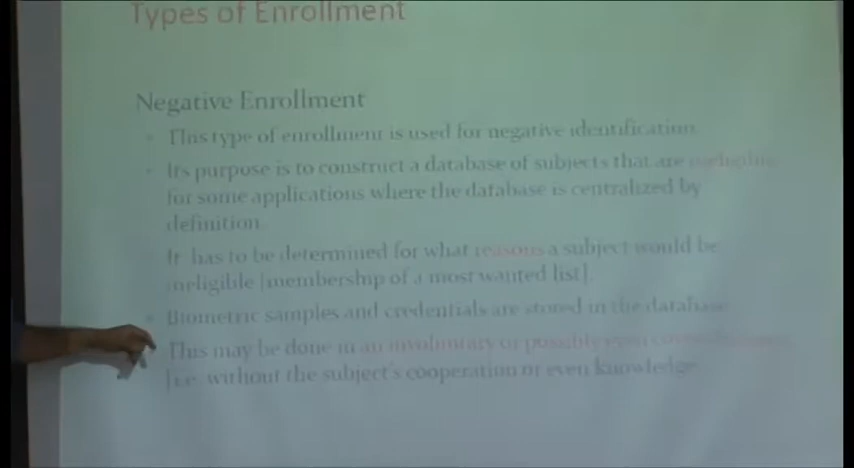 Types of Enrollment
Negative Enrollment
This type of enrollment is used for negative identification
Its purpose is to construct a database of subjects that are
for some applications where the database is centralized by
definition
It has to be determined for what reasons a subject would be
ineligible [membership of a most wanted list].
Biometric samples and credentials are stored in the database
This may be done in an involuntary or possibly even
[i.e. without the subject's cooperation or even knowledge